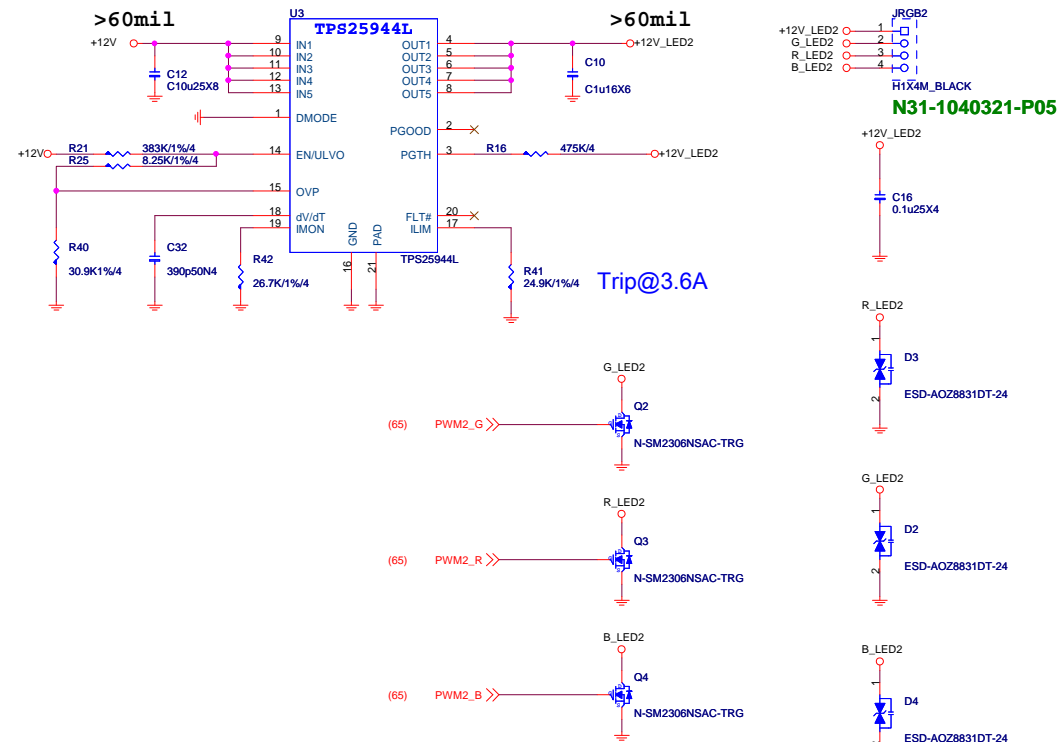 >60mil
+12V
U3
TPS25944L
9 IN1
10 IN2
11 IN3
12 IN4
13 IN5
OUT1 4
OUT2 5
OUT3 6
OUT4 7
OUT5 8
>60mil
+12V_LED2
C12
C10u25X8
C10
C1u16X6
1 DMODE
PGOOD 2
+12V
R21 383K/1%/4
R25 8.25K/1%/4
14 EN/ULVO
PGTH 3
R16 475K/4
+12V_LED2
15 OVP
18 dV/dT
19 IMON
FLT# 20
ILIM 17
GND
PAD
16
21
TPS25944L
R40
30.9K1%/4
C32
390p50N4
R42
26.7K/1%/4
R41
24.9K/1%/4
Trip@3.6A
JRGB2
+12V_LED2 1
G_LED2 2
R_LED2 3
B_LED2 4
H1X4M_BLACK
N31-1040321-P05
+12V_LED2
C16
0.1u25X4
G_LED2
(65) PWM2_G
Q2
N-SM2306NSAC-TRG
R_LED2
(65) PWM2_R
Q3
N-SM2306NSAC-TRG
B_LED2
(65) PWM2_B
Q4
N-SM2306NSAC-TRG
R_LED2
1
D3
ESD-AOZ8831DT-24
2
G_LED2
1
D2
ESD-AOZ8831DT-24
2
B_LED2
1
D4
ESD-AOZ8831DT-24